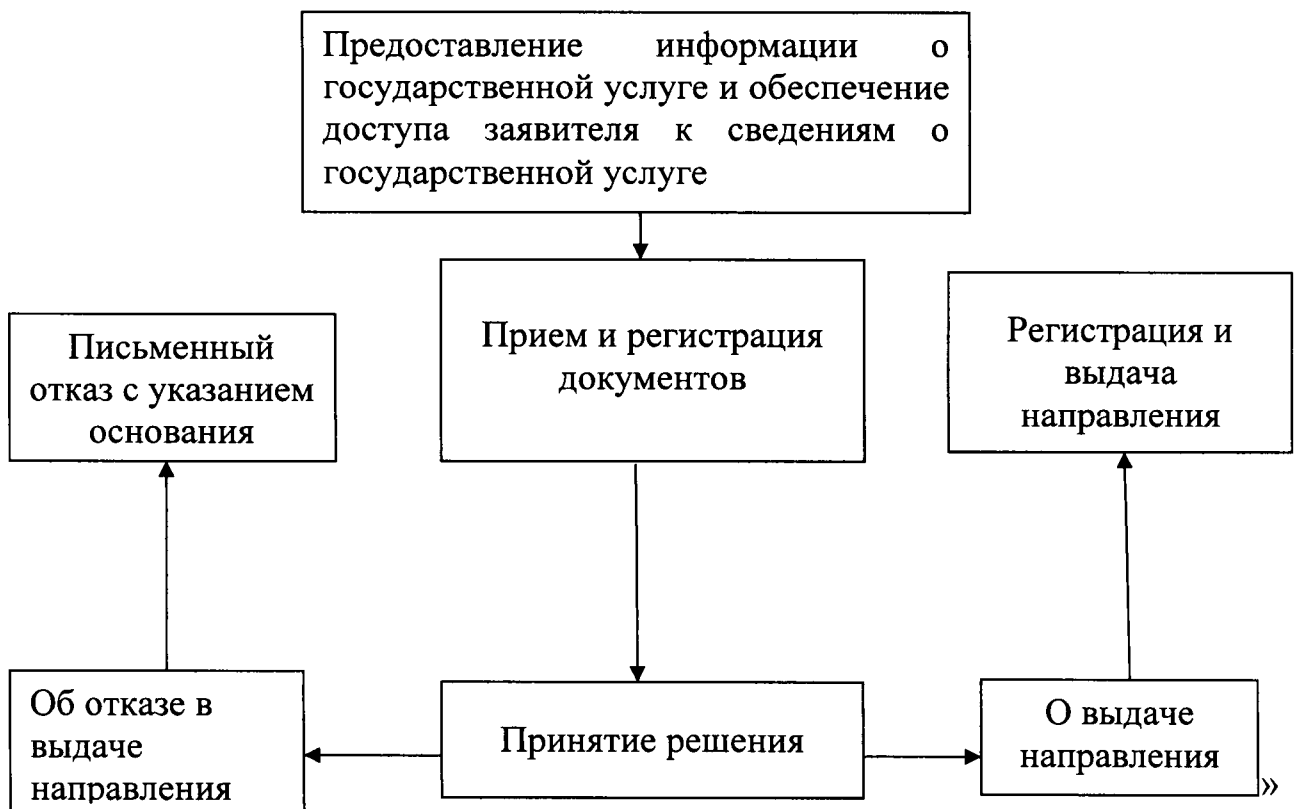 Предоставление информации о
государственной услуге и обеспечение
доступа заявителя к сведениям о
государственной услуге
Прием и регистрация
документов
Регистрация и
выдача
направления
Письменный
отказ с указанием
основания
Об отказе в
выдаче
направления
Принятие решения
О выдаче
направления
»